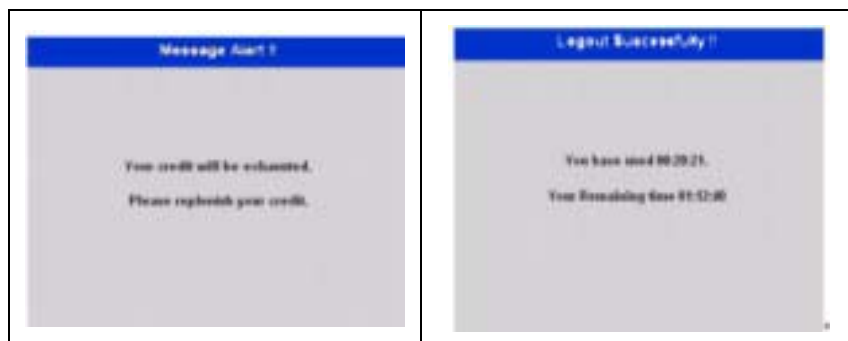 Message Alert !
Your credit will be exhausted.
Please replenish your credit.
Logout Successfully !!
You have used 00:20:21.
Your Remaining time 01:12:40